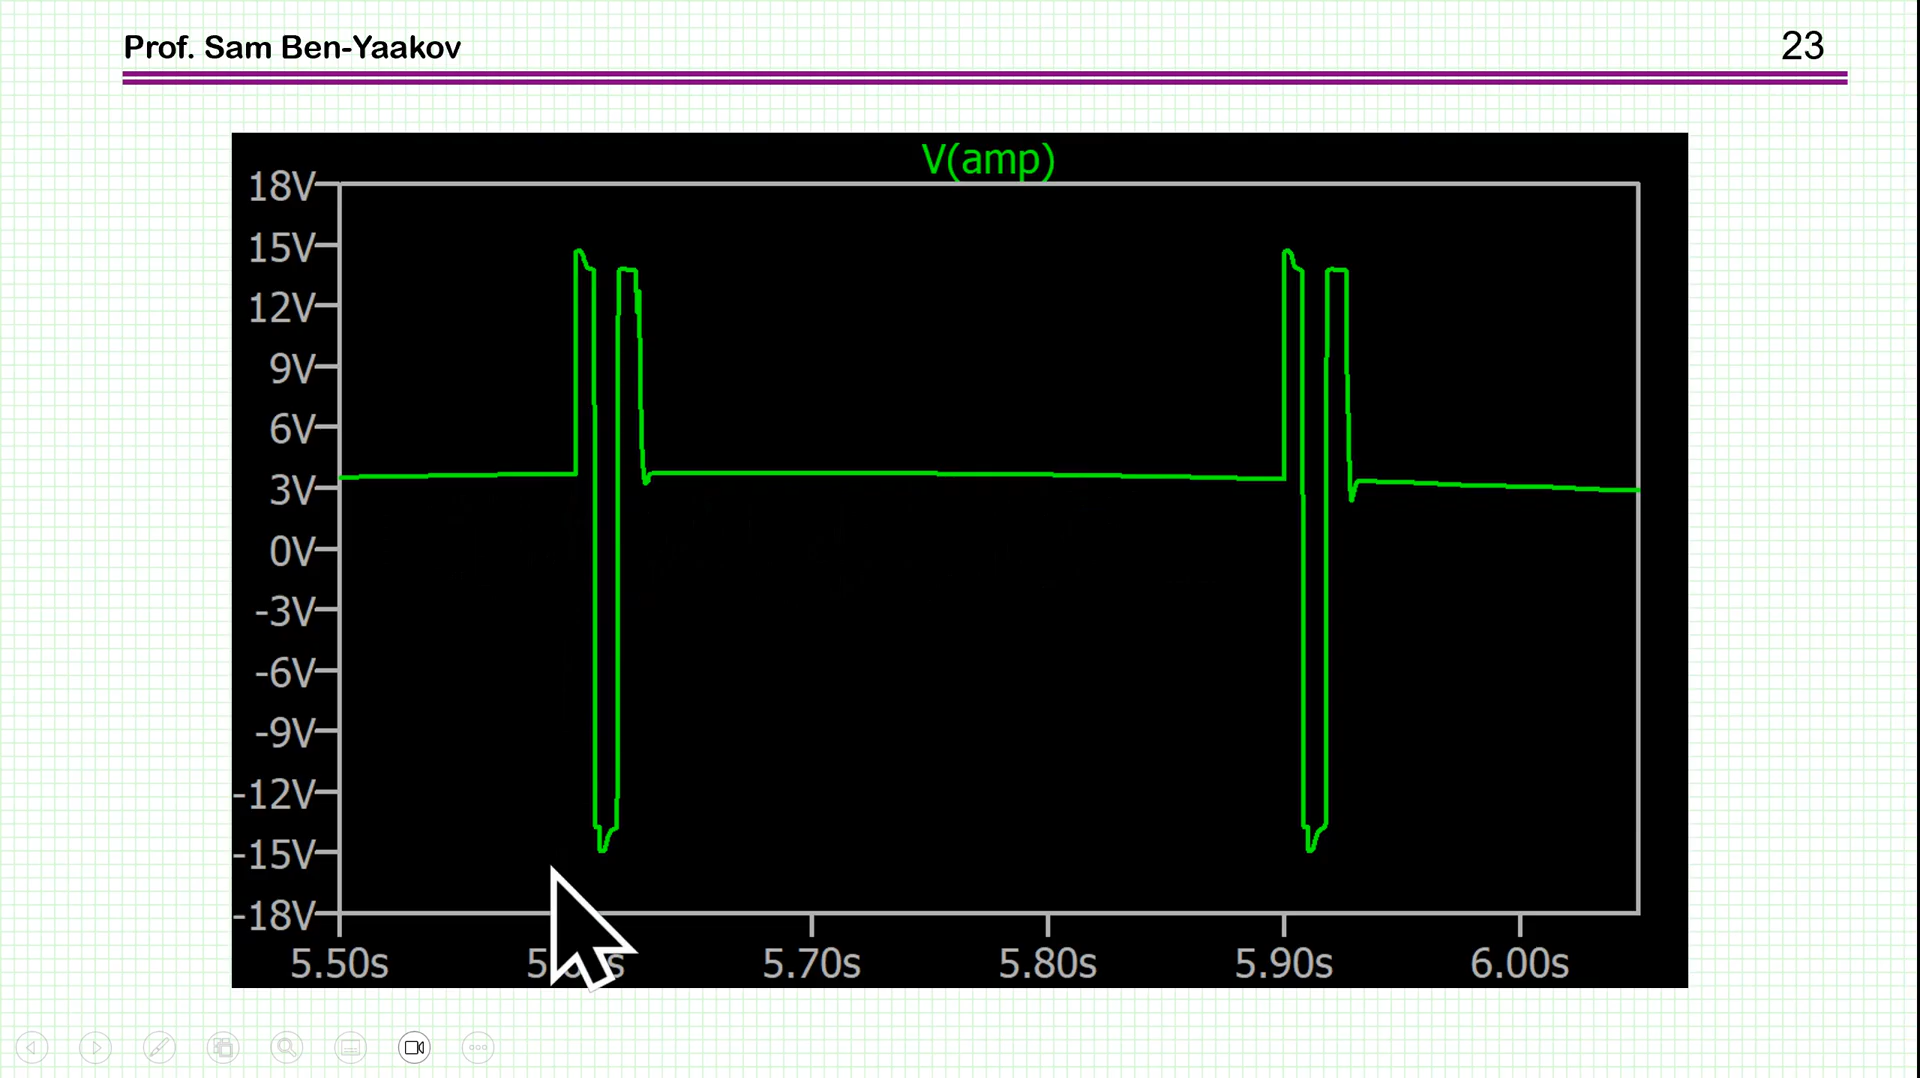 Prof. Sam Ben-Yaakov
23
V(amp)
18V
15V
12V
9V
6V
3V
0V
-3V
-6V
-9V
-12V
-15V
-18V
5.50s 5.70s 5.80s 5.90s 6.00s